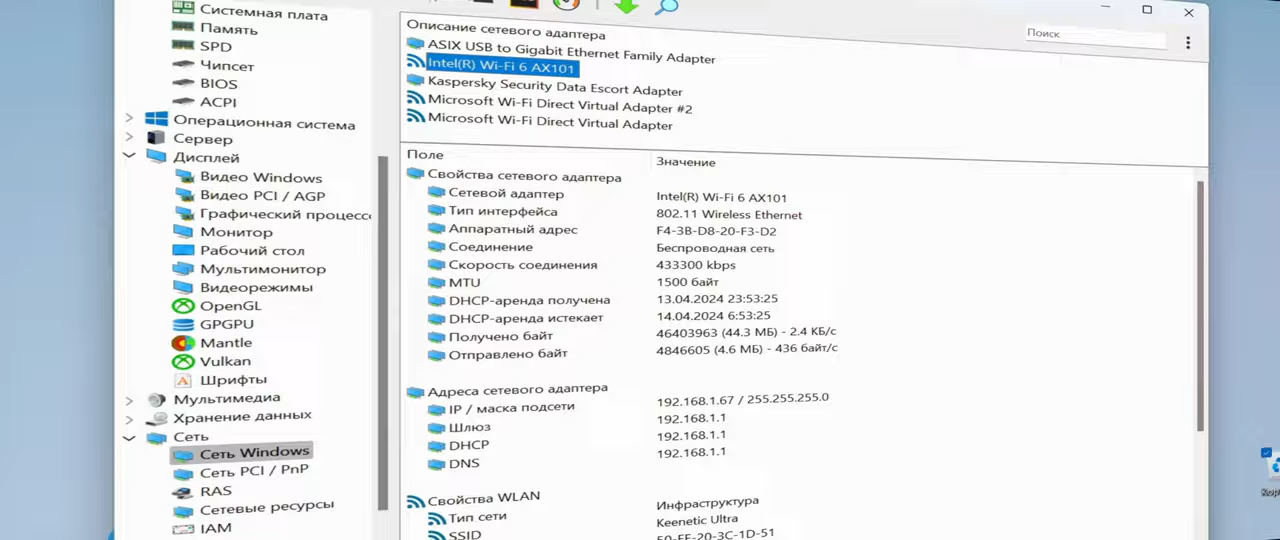 Системная плата
Память
SPD
Чипсет
BIOS
ACPI
Операционная система
Сервер
Дисплей
Видео Windows
Видео PCI / AGP
Графический процесс
Монитор
Рабочий стол
Мультимонитор
Видеорежимы
OpenGL
GPGPU
Mantle
Vulkan
Шрифты
Мультимедиа
Хранение данных
Сеть
Сеть Windows
Сеть PCI / PnP
RAS
Сетевые ресурсы
IAM
Поиск
Описание сетевого адаптера
ASIX USB to Gigabit Ethernet Family Adapter
Intel(R) Wi-Fi 6 AX101
Kaspersky Security Data Escort Adapter
Microsoft Wi-Fi Direct Virtual Adapter #2
Microsoft Wi-Fi Direct Virtual Adapter
Поле Значение
Свойства сетевого адаптера
Сетевой адаптер Intel(R) Wi-Fi 6 AX101
Тип интерфейса 802.11 Wireless Ethernet
Аппаратный адрес F4-3B-D8-20-F3-D2
Соединение Беспроводная сеть
Скорость соединения 433300 kbps
MTU 1500 байт
DHCP-аренда получена 13.04.2024 23:53:25
DHCP-аренда истекает 14.04.2024 6:53:25
Получено байт 46403963 (44.3 МБ) - 2.4 КБ/с
Отправлено байт 4846605 (4.6 МБ) - 436 байт/с
Адреса сетевого адаптера
IP / маска подсети 192.168.1.67 / 255.255.255.0
Шлюз 192.168.1.1
DHCP 192.168.1.1
DNS 192.168.1.1
Свойства WLAN
Тип сети Инфраструктура
SSID Keenetic Ultra